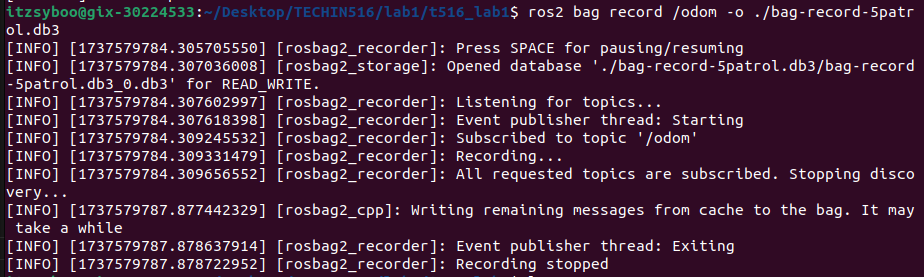 itzsyboo@gix-30224533:~/Desktop/TECHIN516/lab1/t516_lab1$ ros2 bag record /odom -o ./bag-record-5patr
ol.db3
[INFO] [1737579784.305705550] [rosbag2_recorder]: Press SPACE for pausing/resuming
[INFO] [1737579784.307036008] [rosbag2_storage]: Opened database './bag-record-5patrol.db3/bag-record
-5patrol.db3_0.db3' for READ_WRITE.
[INFO] [1737579784.307602997] [rosbag2_recorder]: Listening for topics...
[INFO] [1737579784.307618398] [rosbag2_recorder]: Event publisher thread: Starting
[INFO] [1737579784.309245532] [rosbag2_recorder]: Subscribed to topic '/odom'
[INFO] [1737579784.309331479] [rosbag2_recorder]: Recording...
[INFO] [1737579784.309656552] [rosbag2_recorder]: All requested topics are subscribed. Stopping disco
very...
[INFO] [1737579787.877442329] [rosbag2_cpp]: Writing remaining messages from cache to the bag. It may
 take a while
[INFO] [1737579787.878637914] [rosbag2_recorder]: Event publisher thread: Exiting
[INFO] [1737579787.878722952] [rosbag2_recorder]: Recording stopped